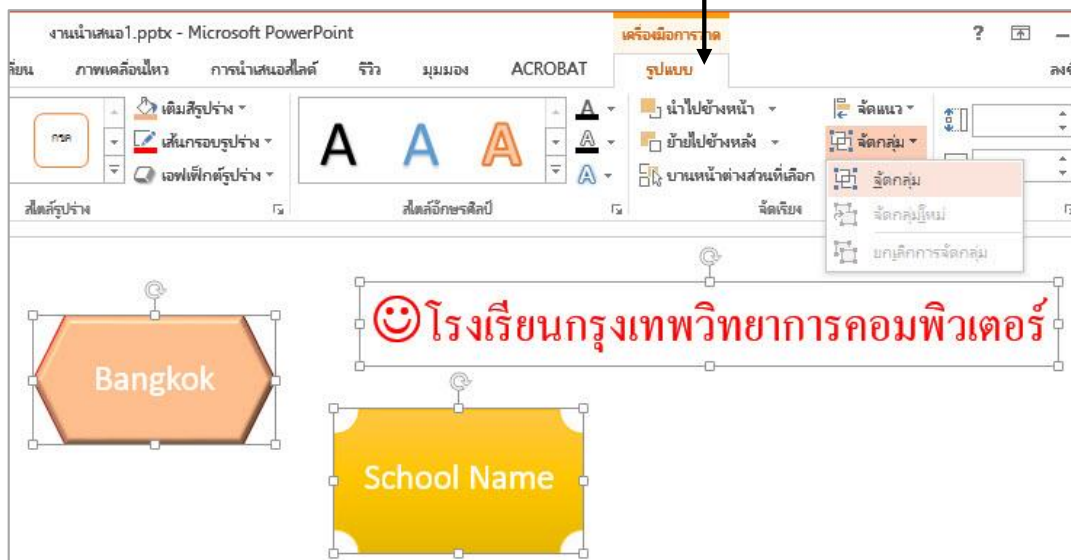 งานนำเสนอ1.pptx - Microsoft PowerPoint
เครื่องมือการวาด
?
ภาพเคลื่อนไหว
การนำเสนอสไลด์
รีวิว
มุมมอง
ACROBAT
รูปแบบ
กขค
เติมสีรูปร่าง
เส้นกรอบรูปร่าง
เอฟเฟ็กต์รูปร่าง
A A A
A
A
A
นำไปข้างหน้า
ย้ายไปข้างหลัง
บานหน้าต่างส่วนที่เลือก
จัดแนว
จัดกลุ่ม
สไตล์รูปร่าง
สไตล์อักษรศิลป์
จัดเรียง
จัดกลุ่ม
จัดกลุ่มใหม่
ยกเลิกการจัดกลุ่ม
โรงเรียนกรุงเทพวิทยาการคอมพิวเตอร์
Bangkok
School Name